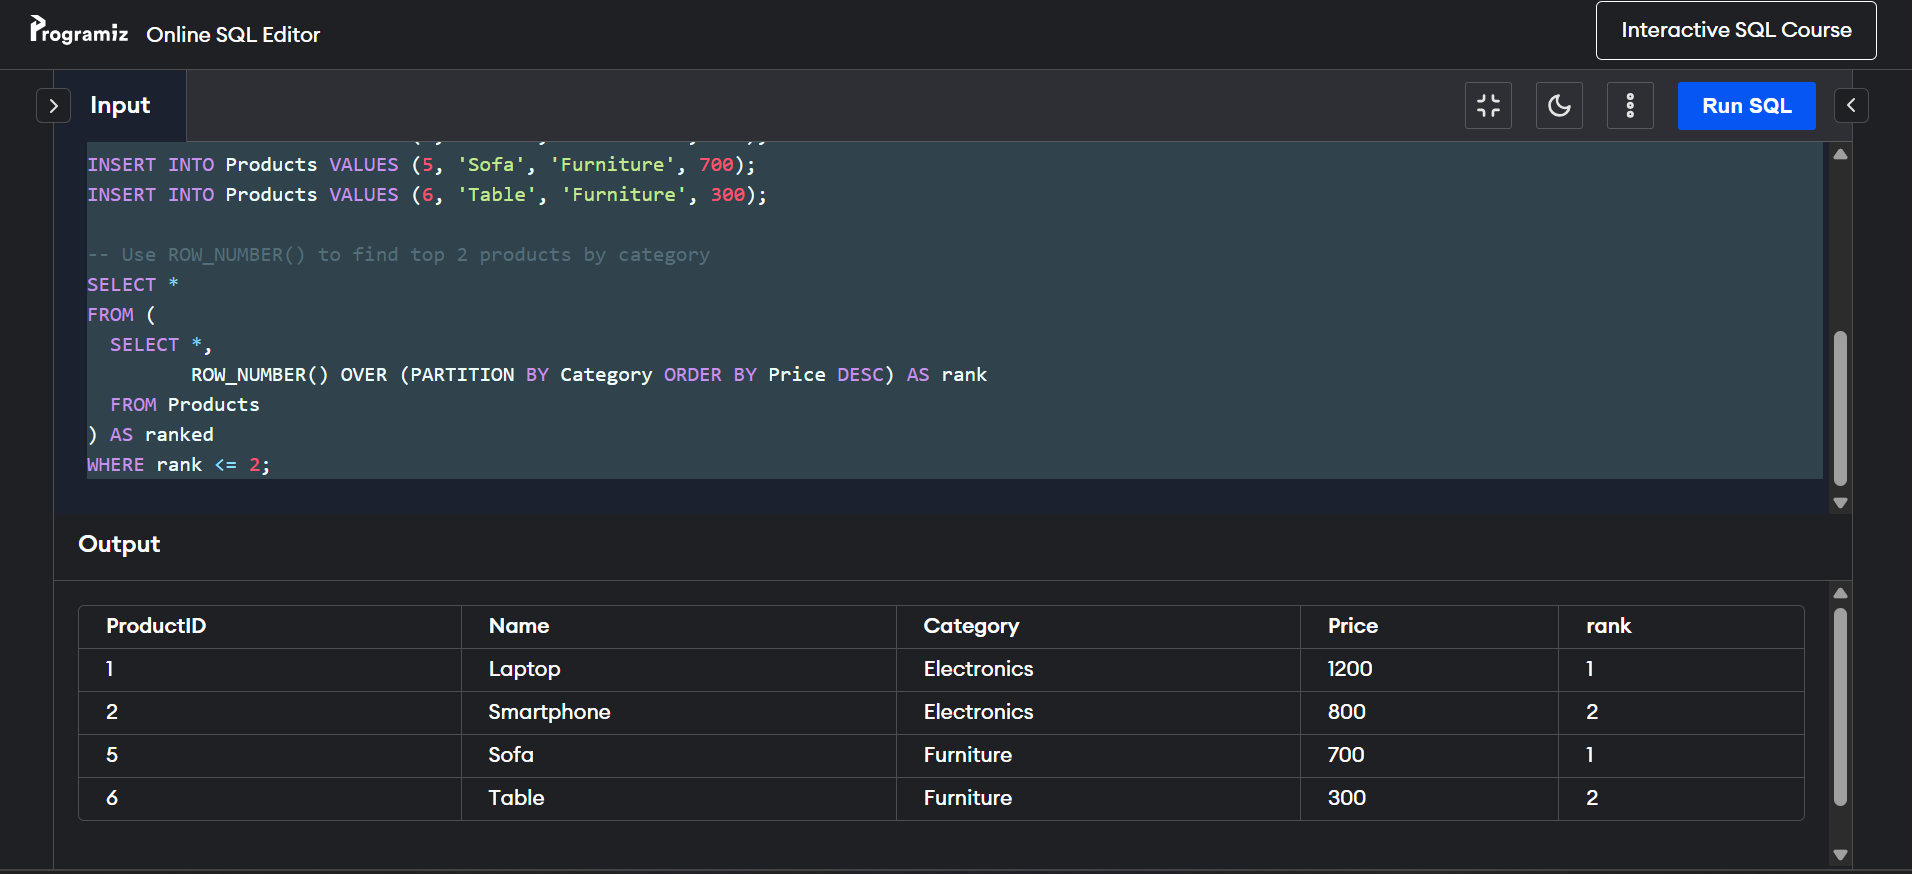 Programiz Online SQL Editor
Interactive SQL Course
Input
Run SQL
INSERT INTO Products VALUES (5, 'Sofa', 'Furniture', 700);
INSERT INTO Products VALUES (6, 'Table', 'Furniture', 300);
-- Use ROW_NUMBER() to find top 2 products by category
SELECT *
FROM (
SELECT *,
ROW_NUMBER() OVER (PARTITION BY Category ORDER BY Price DESC) AS rank
FROM Products
) AS ranked
WHERE rank <= 2;
Output
ProductID Name Category Price rank
1 Laptop Electronics 1200 1
2 Smartphone Electronics 800 2
5 Sofa Furniture 700 1
6 Table Furniture 300 2